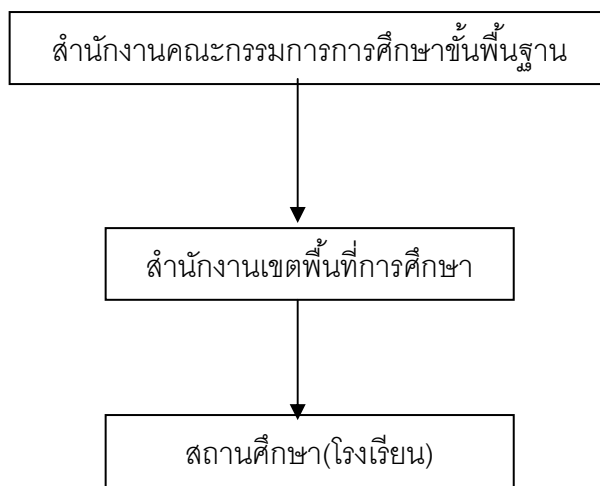 สำนักงานคณะกรรมการการศึกษาขั้นพื้นฐาน
สำนักงานเขตพื้นที่การศึกษา
สถานศึกษา(โรงเรียน)